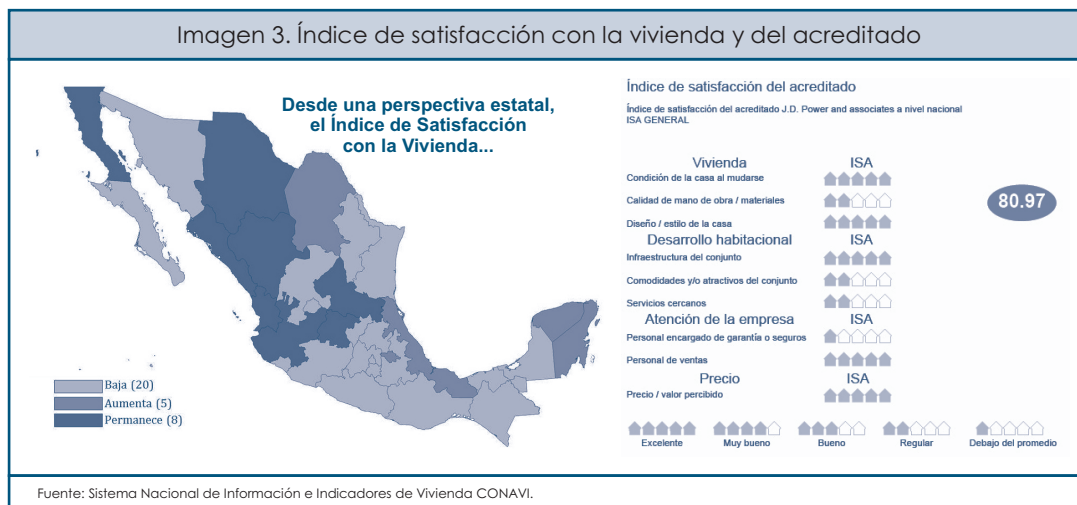 Imagen 3. Índice de satisfacción con la vivienda y del acreditado
Desde una perspectiva estatal,
el Índice de Satisfacción
con la Vivienda...
Baja (20)
Aumenta (5)
Permanece (8)
Índice de satisfacción del acreditado
Índice de satisfacción del acreditado J.D. Power and associates a nivel nacional
ISA GENERAL
Vivienda ISA
Condición de la casa al mudarse
Calidad de mano de obra / materiales
Diseño / estilo de la casa
Desarrollo habitacional ISA
Infraestructura del conjunto
Comodidades y/o atractivos del conjunto
Servicios cercanos
Atención de la empresa ISA
Personal encargado de garantía o seguros
Personal de ventas
Precio ISA
Precio / valor percibido
80.97
Excelente Muy bueno Bueno Regular Debajo del promedio
Fuente: Sistema Nacional de Información e Indicadores de Vivienda CONAVI.